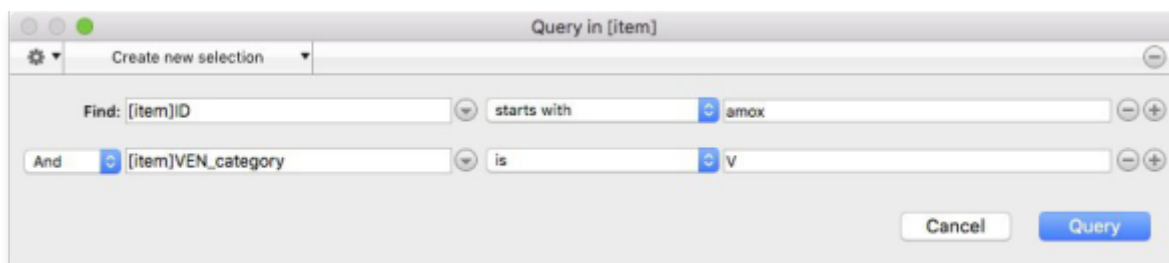 Query in [item]
Create new selection
Find: [item]ID starts with amox
And [item]VEN_category is V
Cancel Query